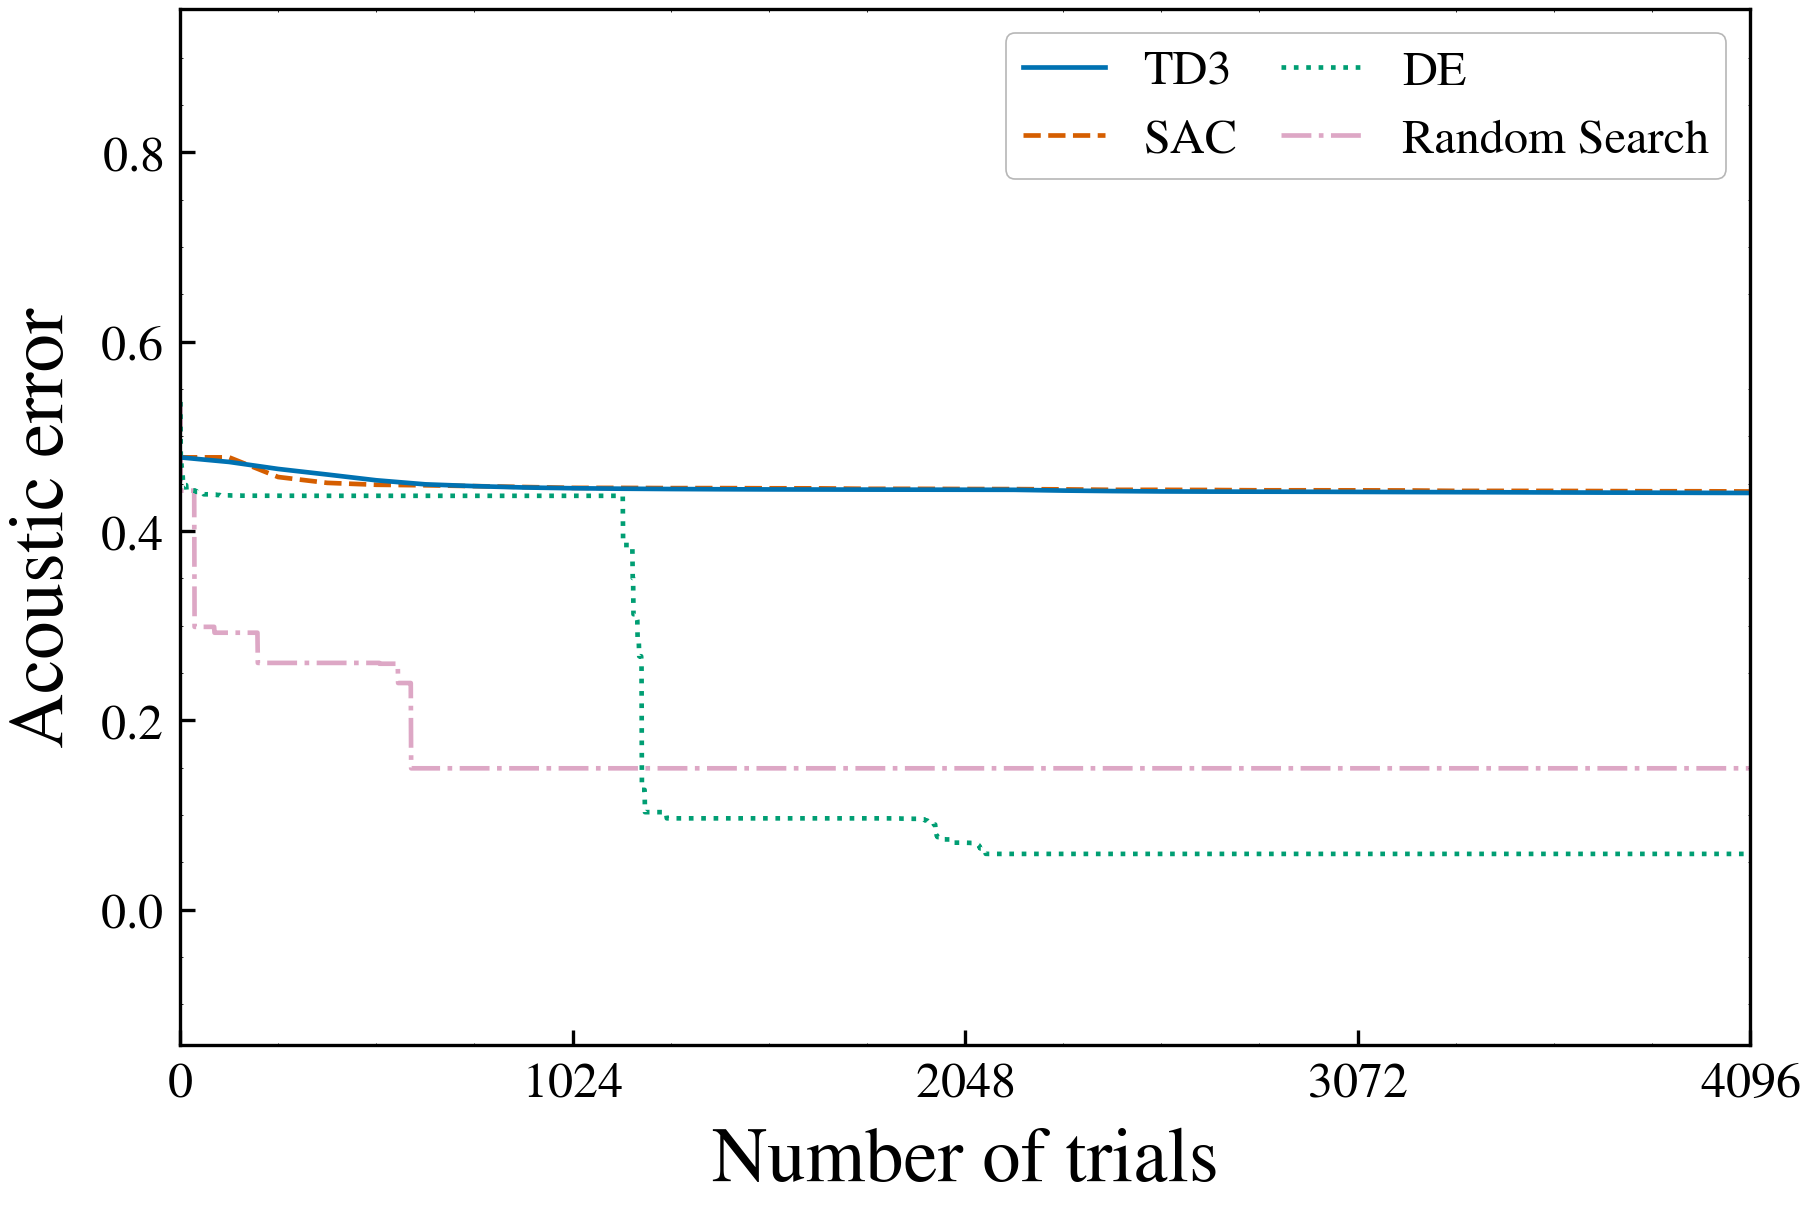 TD3
SAC
DE
Random Search
Acoustic error
0.8
0.6
0.4
0.2
0.0
0 1024 2048 3072 4096
Number of trials